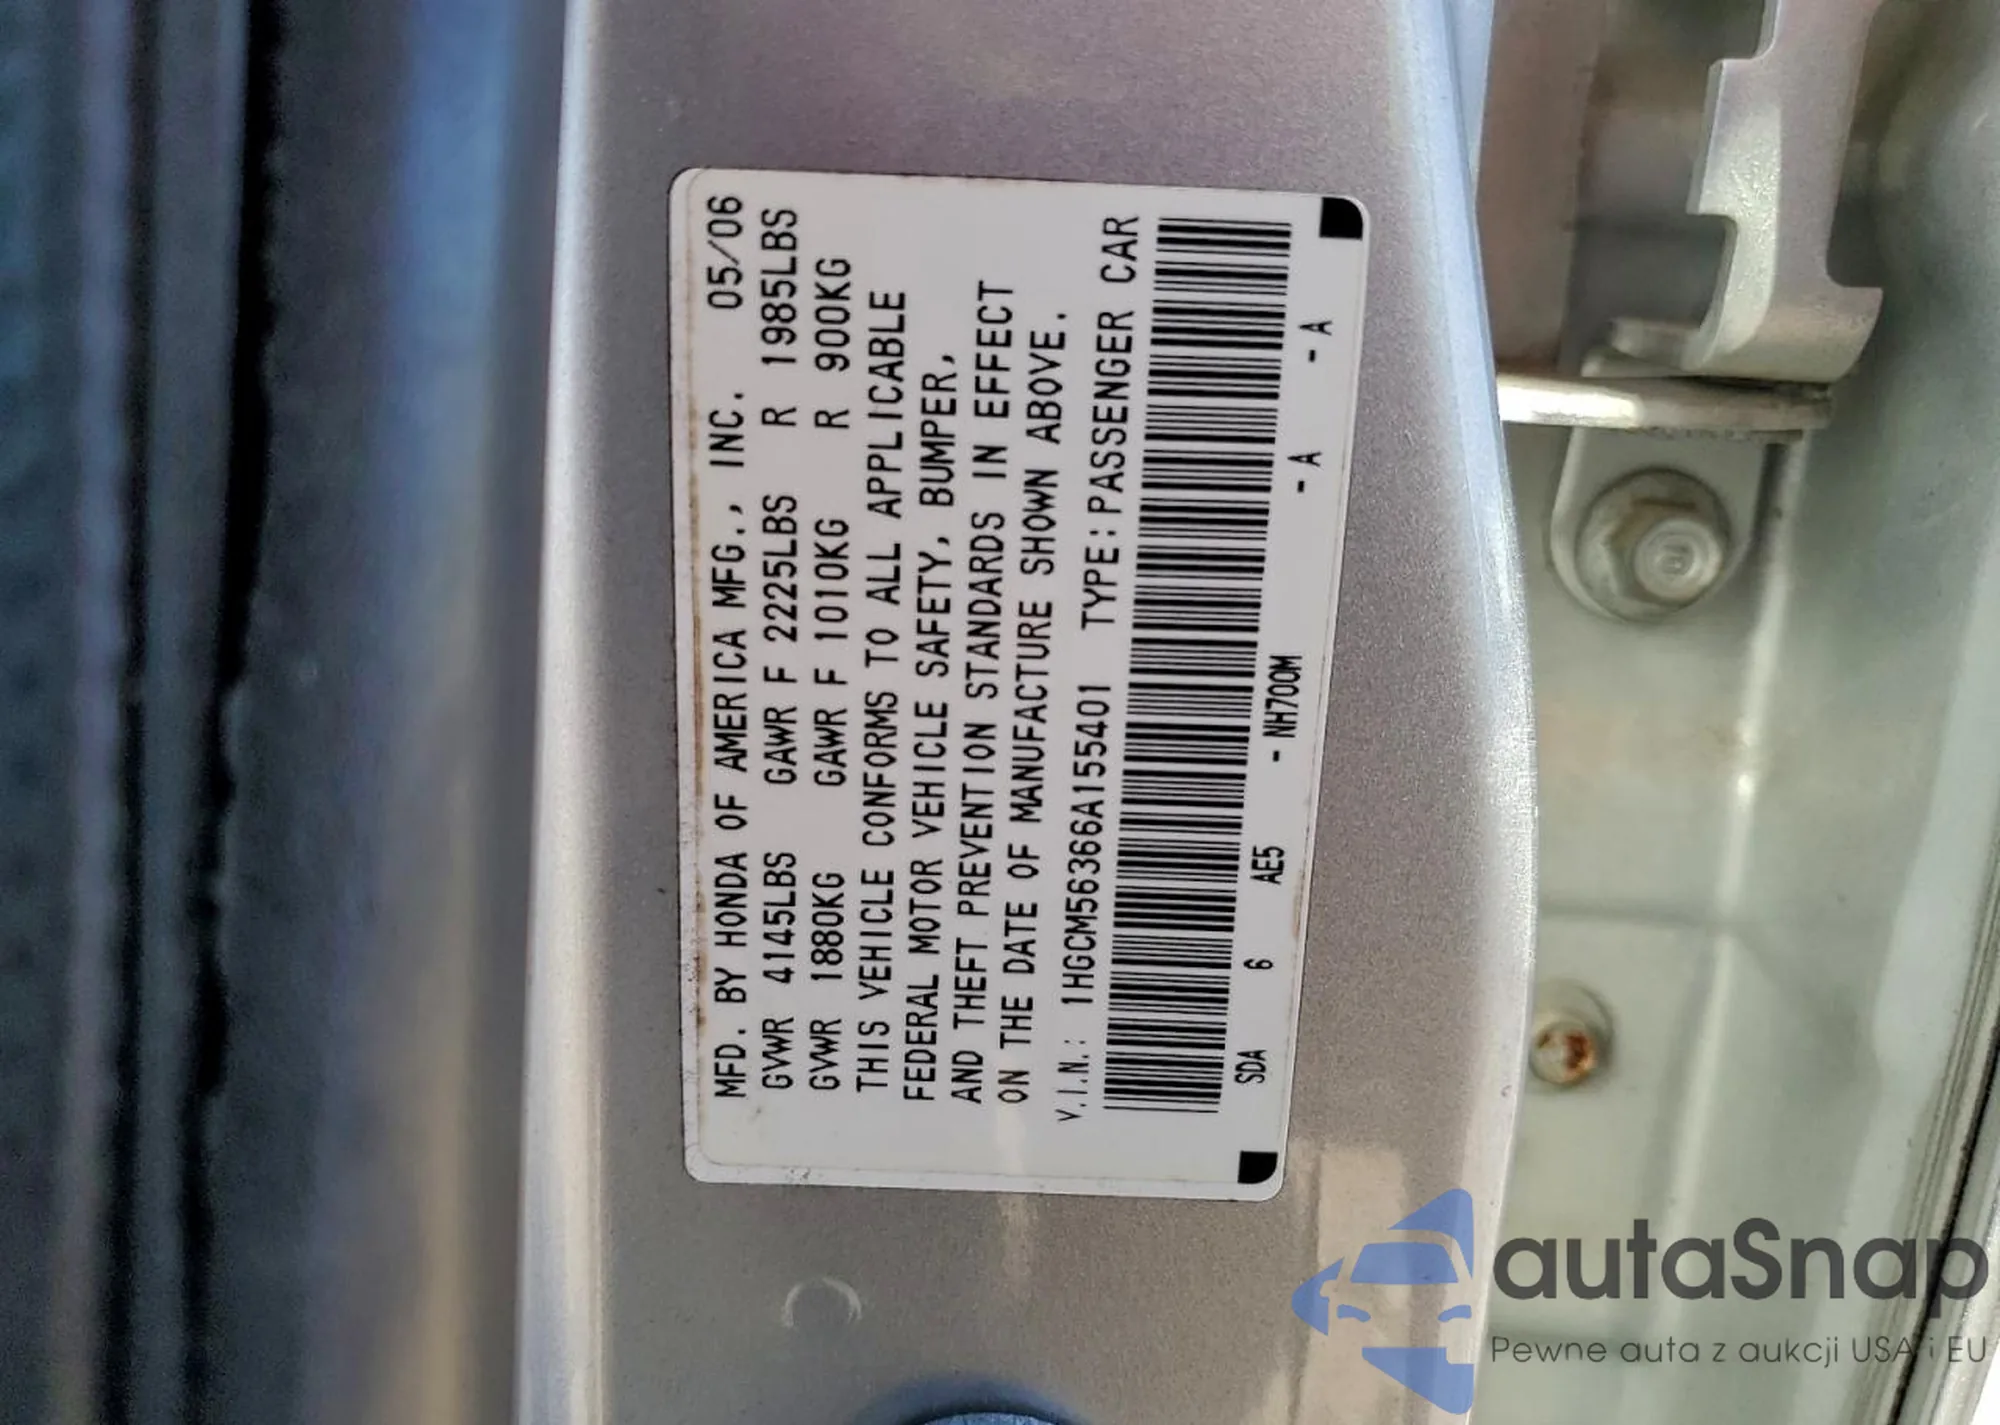 MFD. BY HONDA OF AMERICA MFG., INC. 05/06
GVWR 4145LBS GAWR F 2225LBS R 1985LBS
GVWR 1880KG GAWR F 1010KG R 900KG
THIS VEHICLE CONFORMS TO ALL APPLICABLE
FEDERAL MOTOR VEHICLE SAFETY, BUMPER,
AND THEFT PREVENTION STANDARDS IN EFFECT
ON THE DATE OF MANUFACTURE SHOWN ABOVE.
V.I.N.: 1HGCM56366A155401 TYPE:PASSENGER CAR
SDA 6 AE5 - NH700M - A - A
autaSnap
Pewne auta z aukcji USA i EU